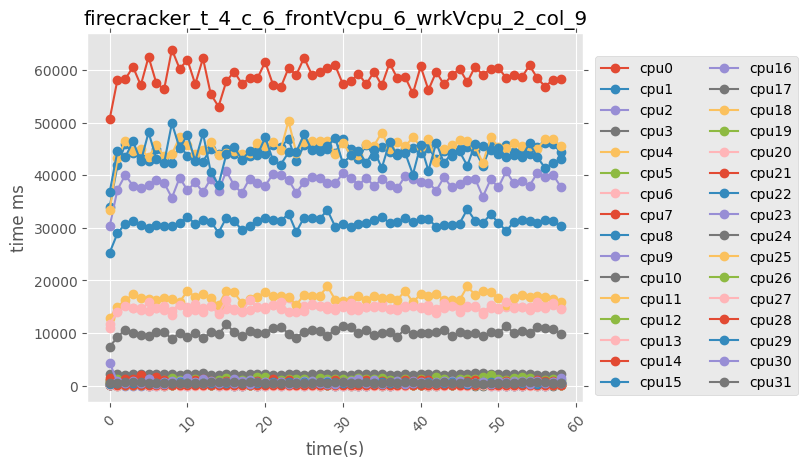 firecracker_t_4_c_6_frontVcpu_6_wrkVcpu_2_col_9
time ms
60000
50000
40000
30000
20000
10000
0
0
10
20
30
40
50
60
time(s)
cpu0
cpu1
cpu2
cpu3
cpu4
cpu5
cpu6
cpu7
cpu8
cpu9
cpu10
cpu11
cpu12
cpu13
cpu14
cpu15
cpu16
cpu17
cpu18
cpu19
cpu20
cpu21
cpu22
cpu23
cpu24
cpu25
cpu26
cpu27
cpu28
cpu29
cpu30
cpu31